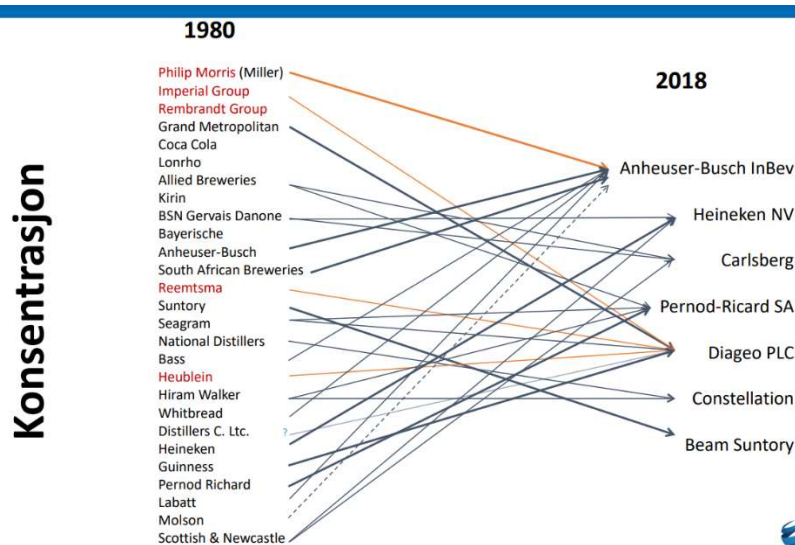 Konsentrasjon
1980
Philip Morris (Miller)
Imperial Group
Rembrandt Group
Grand Metropolitan
Coca Cola
Lonrho
Allied Breweries
Kirin
BSN Gervais Danone
Bayerische
Anheuser-Busch
South African Breweries
Reemtsma
Suntory
Seagram
National Distillers
Bass
Heublein
Hiram Walker
Whitbread
Distillers C. Ltc. ?
Heineken
Guinness
Pernod Richard
Labatt
Molson
Scottish & Newcastle
2018
Anheuser-Busch InBev
Heineken NV
Carlsberg
Pernod-Ricard SA
Diageo PLC
Constellation
Beam Suntory